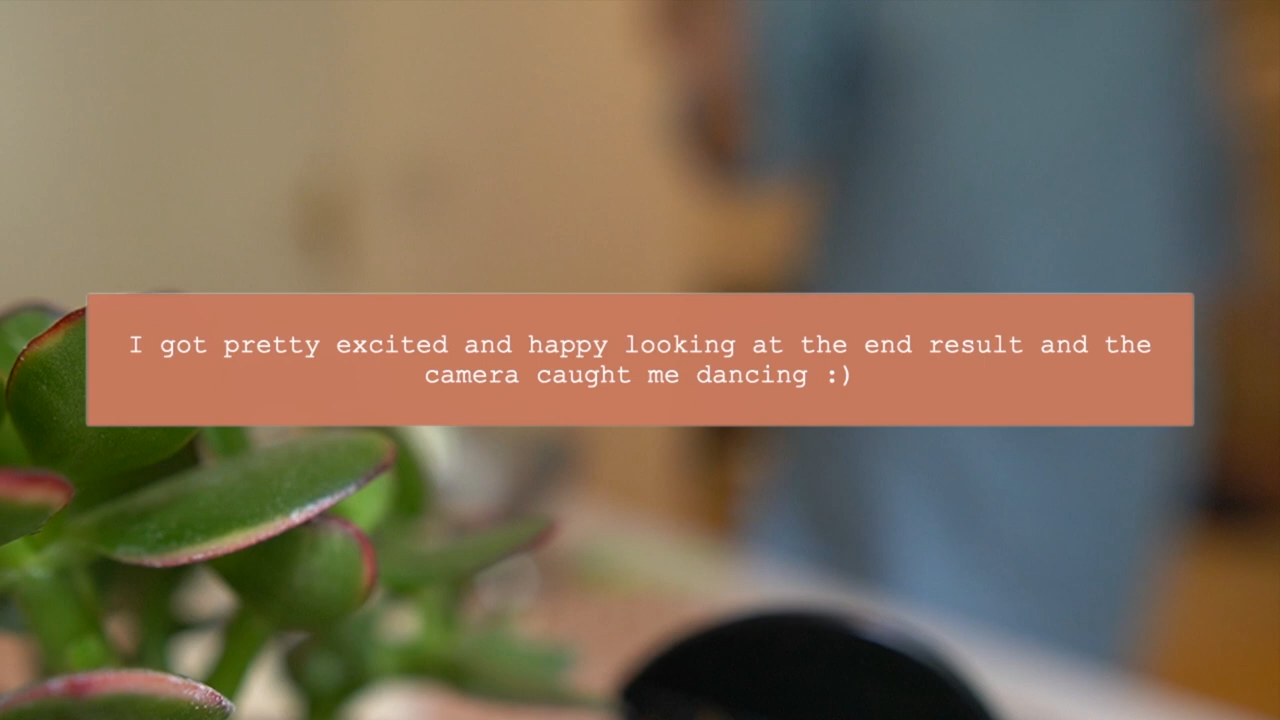 I got pretty excited and happy looking at the end result and the
camera caught me dancing :)